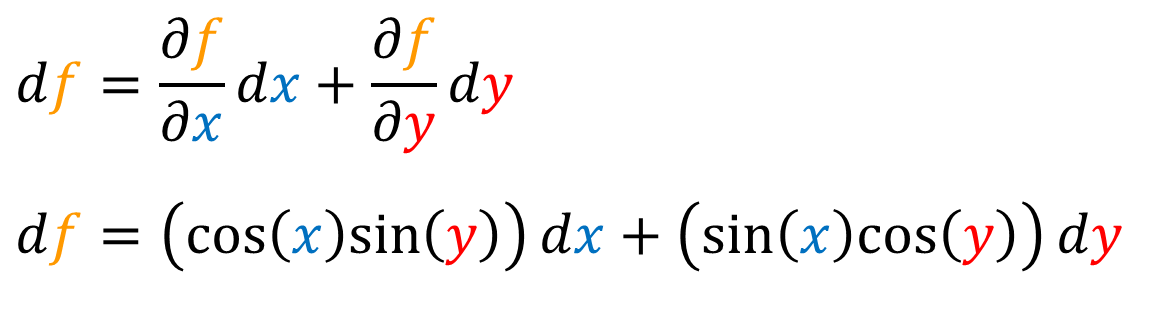 df = ∂f/∂x dx + ∂f/∂y dy
df = (cos(x)sin(y)) dx + (sin(x)cos(y)) dy